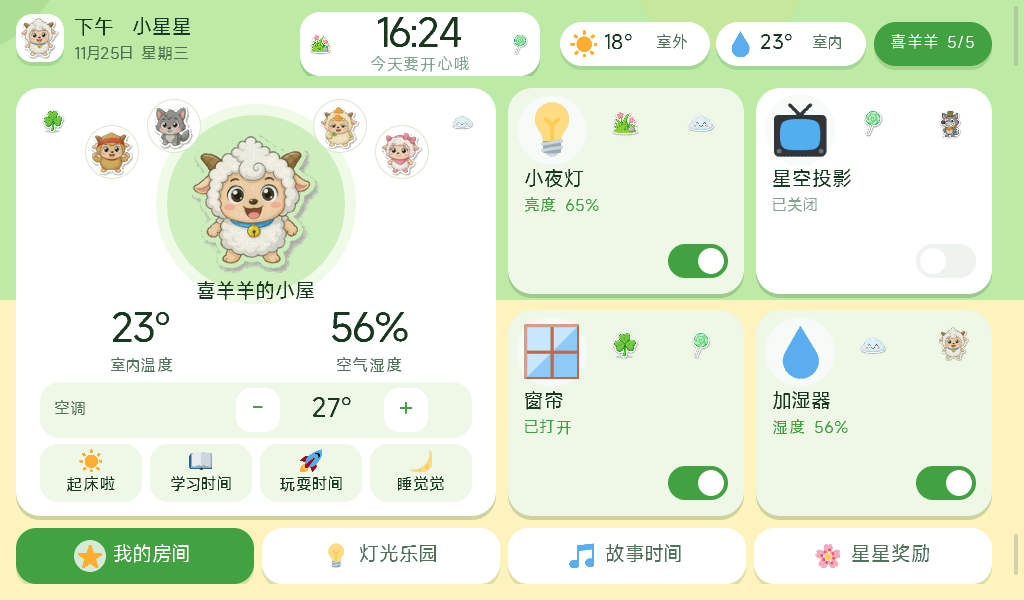 下午 小星星
11月25日 星期三
16:24
今天要开心哦
18° 室外
23° 室内
喜羊羊 5/5
喜羊羊的小屋
23°
室内温度
56%
空气湿度
空调 − 27° +
起床啦
学习时间
玩耍时间
睡觉觉
小夜灯
亮度 65%
星空投影
已关闭
窗帘
已打开
加湿器
湿度 56%
我的房间
灯光乐园
故事时间
星星奖励